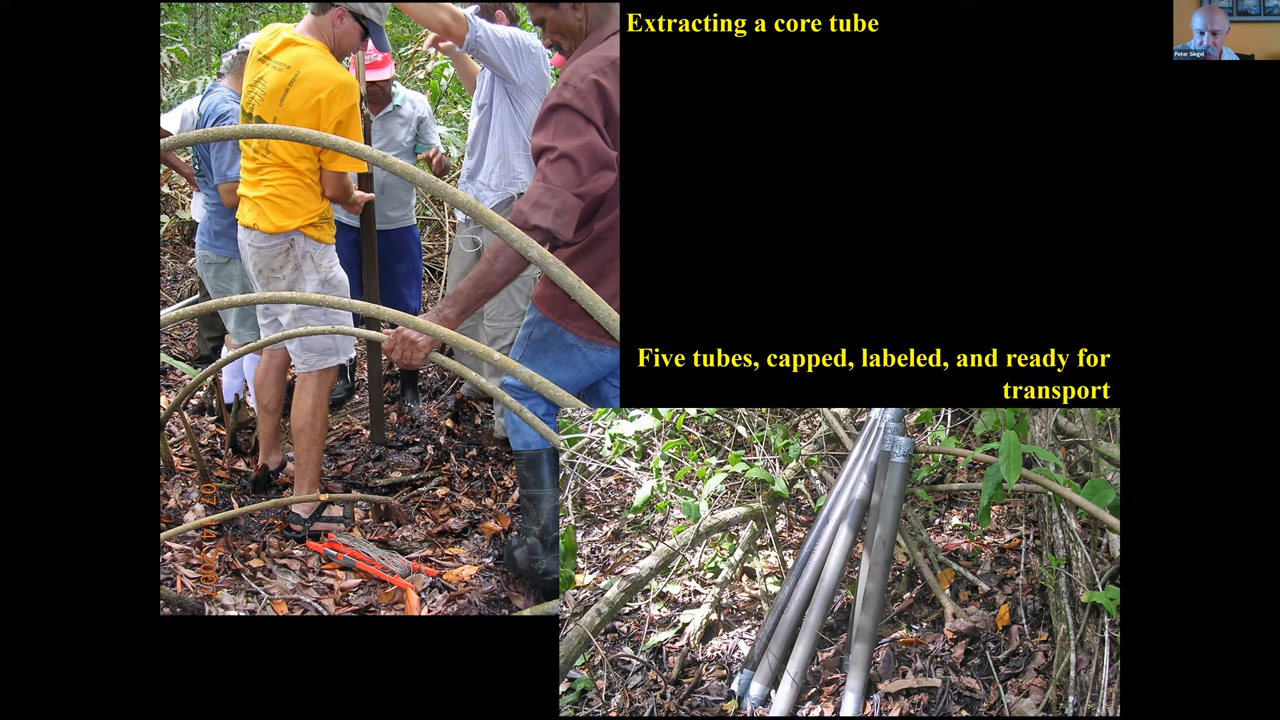 Extracting a core tube
Peter Siegel
Five tubes, capped, labeled, and ready for
transport